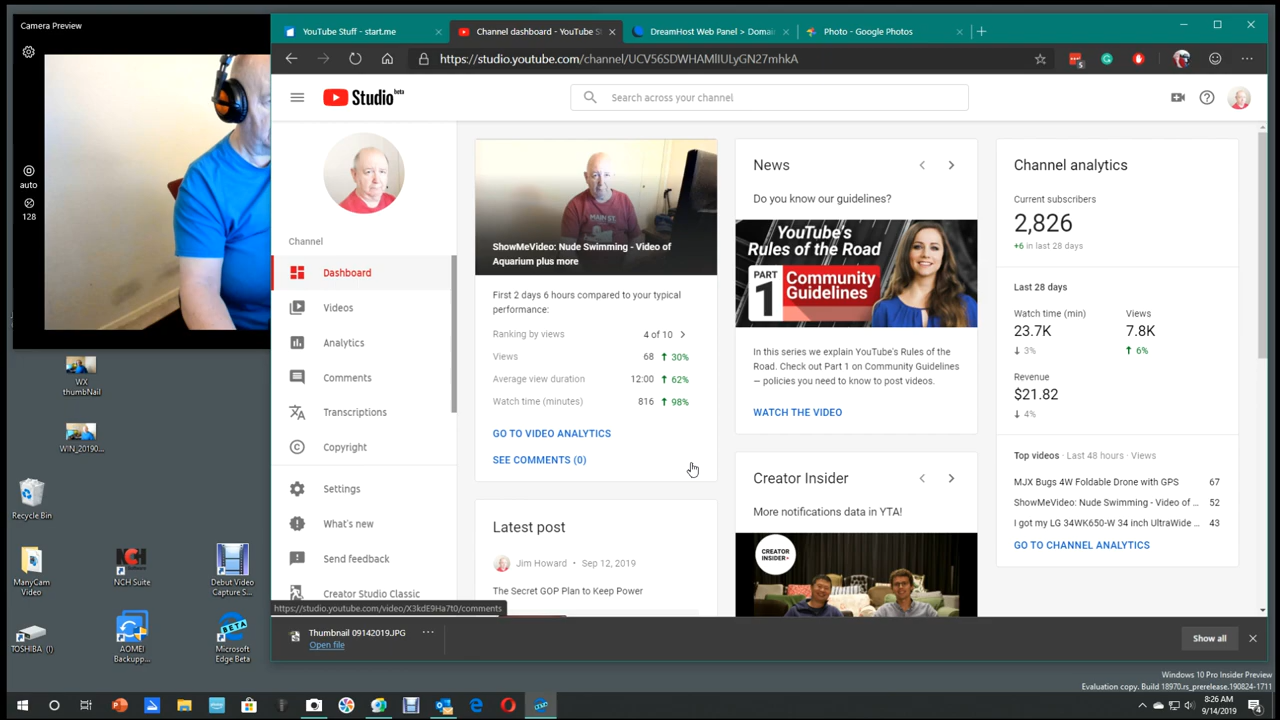 Camera Preview
auto
128
WX
thumbNail
WIN_20190...
Recycle Bin
ManyCam
Video
NCH Suite
Debut Video
Capture S...
TOSHIBA (I)
AOMEI
Backupp...
Microsoft
Edge Beta
YouTube Stuff - start.me
Channel dashboard - YouTube S
DreamHost Web Panel > Domai
Photo - Google Photos
5
Studio beta
Search across your channel
Channel
Dashboard
Videos
Analytics
Comments
Transcriptions
Copyright
Settings
What's new
Send feedback
Creator Studio Classic
https://studio.youtube.com/video/X3kdE9Ha7t0/comments
ShowMeVideo: Nude Swimming - Video of
Aquarium plus more
First 2 days 6 hours compared to your typical
performance:
Ranking by views 4 of 10
Views 68 30%
Average view duration 12:00 62%
Watch time (minutes) 816 98%
GO TO VIDEO ANALYTICS
SEE COMMENTS (0)
Latest post
Jim Howard • Sep 12, 2019
The Secret GOP Plan to Keep Power
News
Do you know our guidelines?
YouTube's
Rules of the Road
PART
1
Community
Guidelines
In this series we explain YouTube's Rules of the
Road. Check out Part 1 on Community Guidelines
— policies you need to know to post videos.
WATCH THE VIDEO
Creator Insider
More notifications data in YTA!
CREATOR
INSIDER
Channel analytics
Current subscribers
2,826
+6 in last 28 days
Last 28 days
Watch time (min)
23.7K
3%
Views
7.8K
6%
Revenue
$21.82
4%
Top videos · Last 48 hours · Views
MJX Bugs 4W Foldable Drone with GPS 67
ShowMeVideo: Nude Swimming - Video of ... 52
I got my LG 34WK650-W 34 inch UltraWide ... 43
GO TO CHANNEL ANALYTICS
Thumbnail 09142019.JPG
Open file
Show all
Windows 10 Pro Insider Preview
Evaluation copy. Build 18970.rs_prerelease.190824-1711
8:26 AM
9/14/2019
4